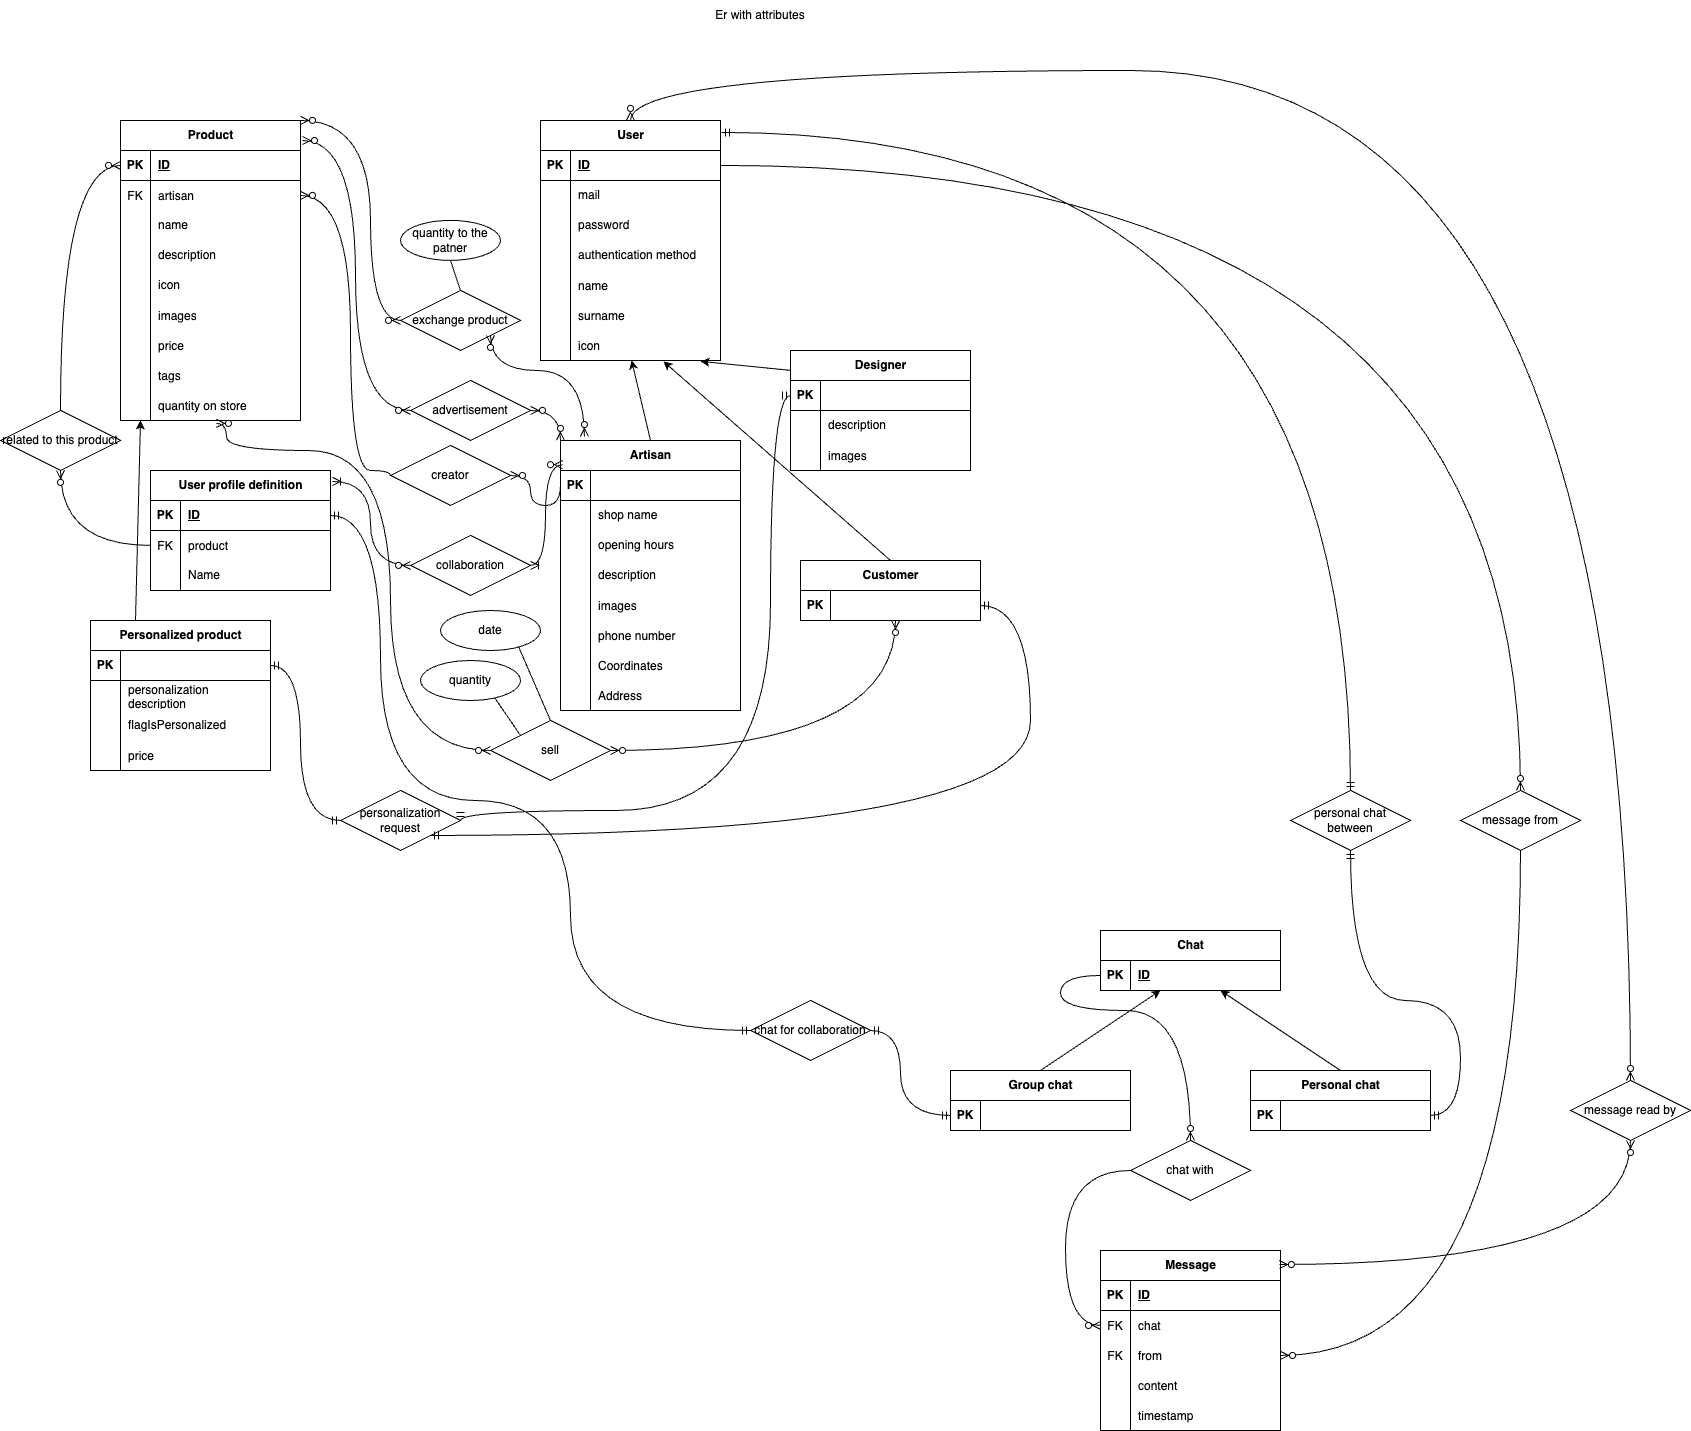 Er with attributes
Product
PK ID
FK artisan
name
description
icon
images
price
tags
quantity on store
User
PK ID
mail
password
authentication method
name
surname
icon
quantity to the
patner
exchange product
Designer
PK
description
images
advertisement
related to this product
creator
Artisan
PK
shop name
opening hours
description
images
phone number
Coordinates
Address
User profile definition
PK ID
FK product
Name
collaboration
Customer
PK
Personalized product
PK
personalization
description
flagIsPersonalized
price
date
quantity
sell
personalization
request
personal chat
between
message from
Chat
PK ID
chat for collaboration
Group chat
PK
Personal chat
PK
message read by
chat with
Message
PK ID
FK chat
FK from
content
timestamp